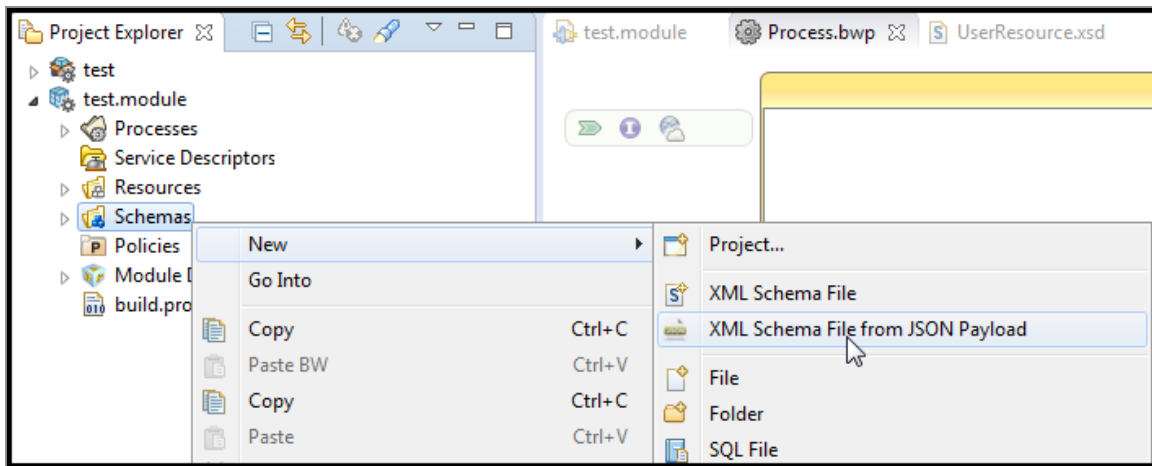 Project Explorer
test.module
Process.bwp
UserResource.xsd
test
test.module
Processes
Service Descriptors
Resources
Schemas
Policies
Module D
build.pro
New
Go Into
Copy Ctrl+C
Paste BW Ctrl+V
Copy Ctrl+C
Paste Ctrl+V
Project...
XML Schema File
XML Schema File from JSON Payload
File
Folder
SQL File